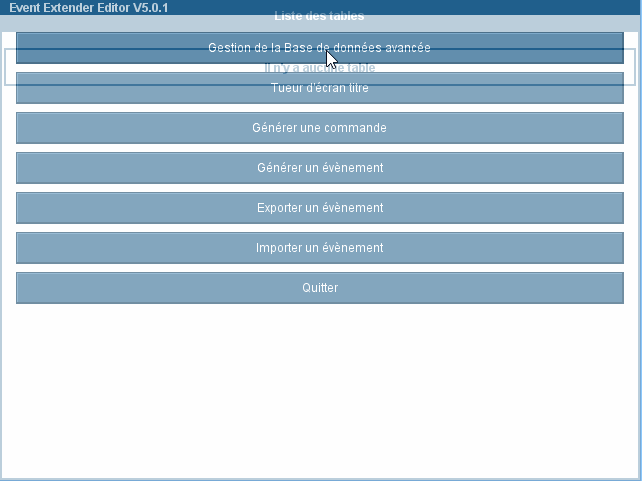 Event Extender Editor V5.0.1
Liste des tables
Gestion de la Base de données avancée
Il n'y a aucune table
Tueur d'écran titre
Générer une commande
Générer un évènement
Exporter un évènement
Importer un évènement
Quitter